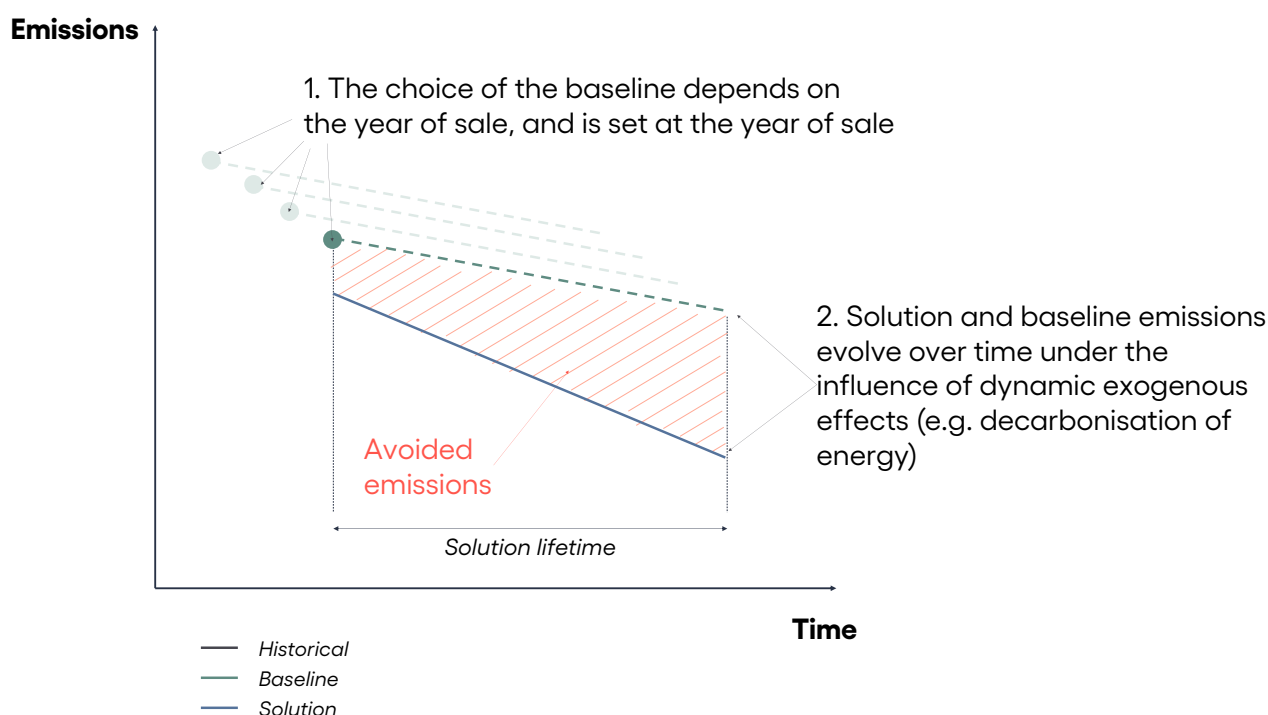 Emissions
1. The choice of the baseline depends on
the year of sale, and is set at the year of sale
2. Solution and baseline emissions
evolve over time under the
influence of dynamic exogenous
effects (e.g. decarbonisation of
energy)
Avoided
emissions
Solution lifetime
Time
Historical
Baseline
Solution